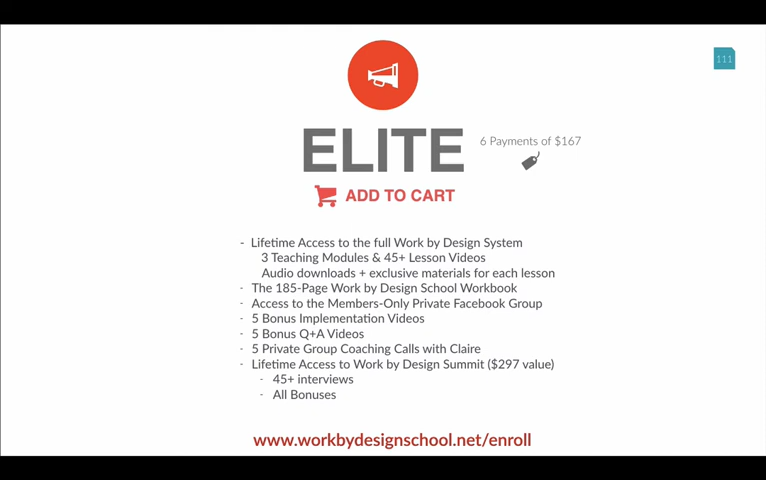 111
ELITE
6 Payments of $167
ADD TO CART
- Lifetime Access to the full Work by Design System
3 Teaching Modules & 45+ Lesson Videos
Audio downloads + exclusive materials for each lesson
- The 185-Page Work by Design School Workbook
- Access to the Members-Only Private Facebook Group
- 5 Bonus Implementation Videos
- 5 Bonus Q+A Videos
- 5 Private Group Coaching Calls with Claire
- Lifetime Access to Work by Design Summit ($297 value)
- 45+ interviews
- All Bonuses
www.workbydesignschool.net/enroll